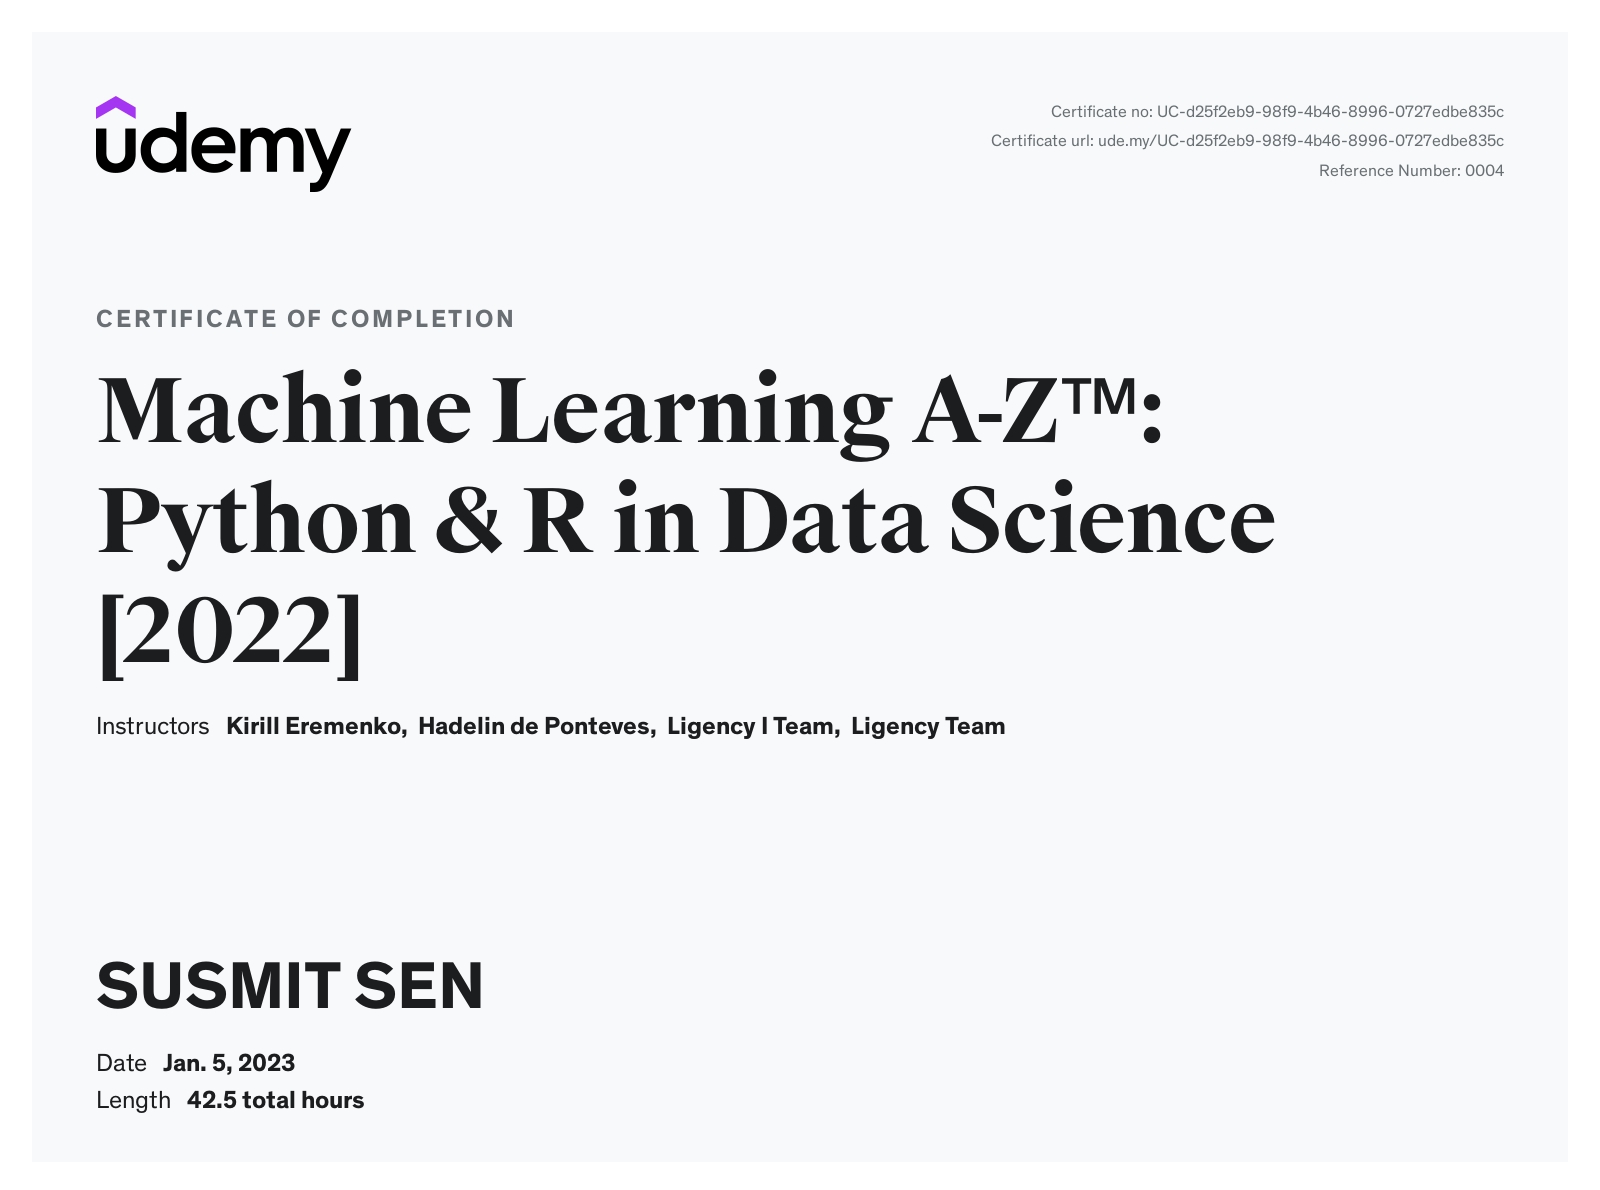 udemy
Certificate no: UC-d25f2eb9-98f9-4b46-8996-0727edbe835c
Certificate url: ude.my/UC-d25f2eb9-98f9-4b46-8996-0727edbe835c
Reference Number: 0004
CERTIFICATE OF COMPLETION
Machine Learning A-Z™:
Python & R in Data Science
[2022]
Instructors Kirill Eremenko, Hadelin de Ponteves, Ligency I Team, Ligency Team
SUSMIT SEN
Date Jan. 5, 2023
Length 42.5 total hours